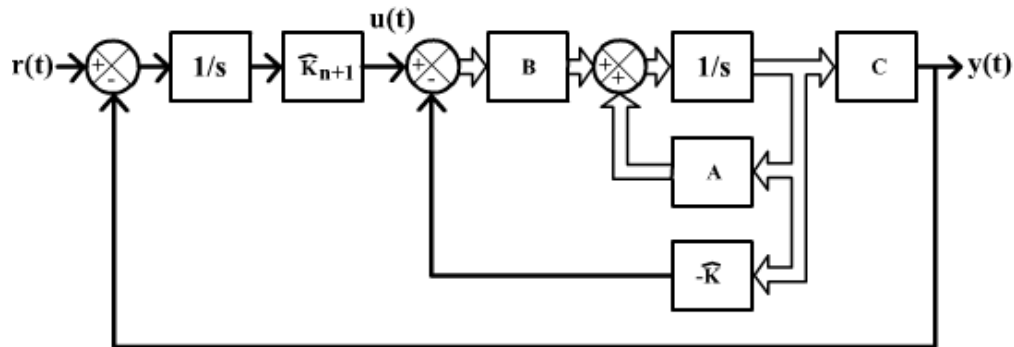 u(t)
r(t) + - 1/s K̂n+1 + - B + + 1/s C y(t)
A
-K̂